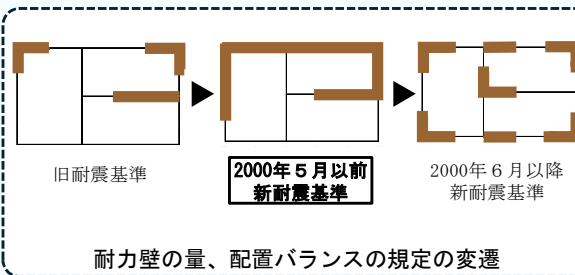 旧耐震基準
2000年５月以前
新耐震基準
2000年６月以降
新耐震基準
耐力壁の量、配置バランスの規定の変遷